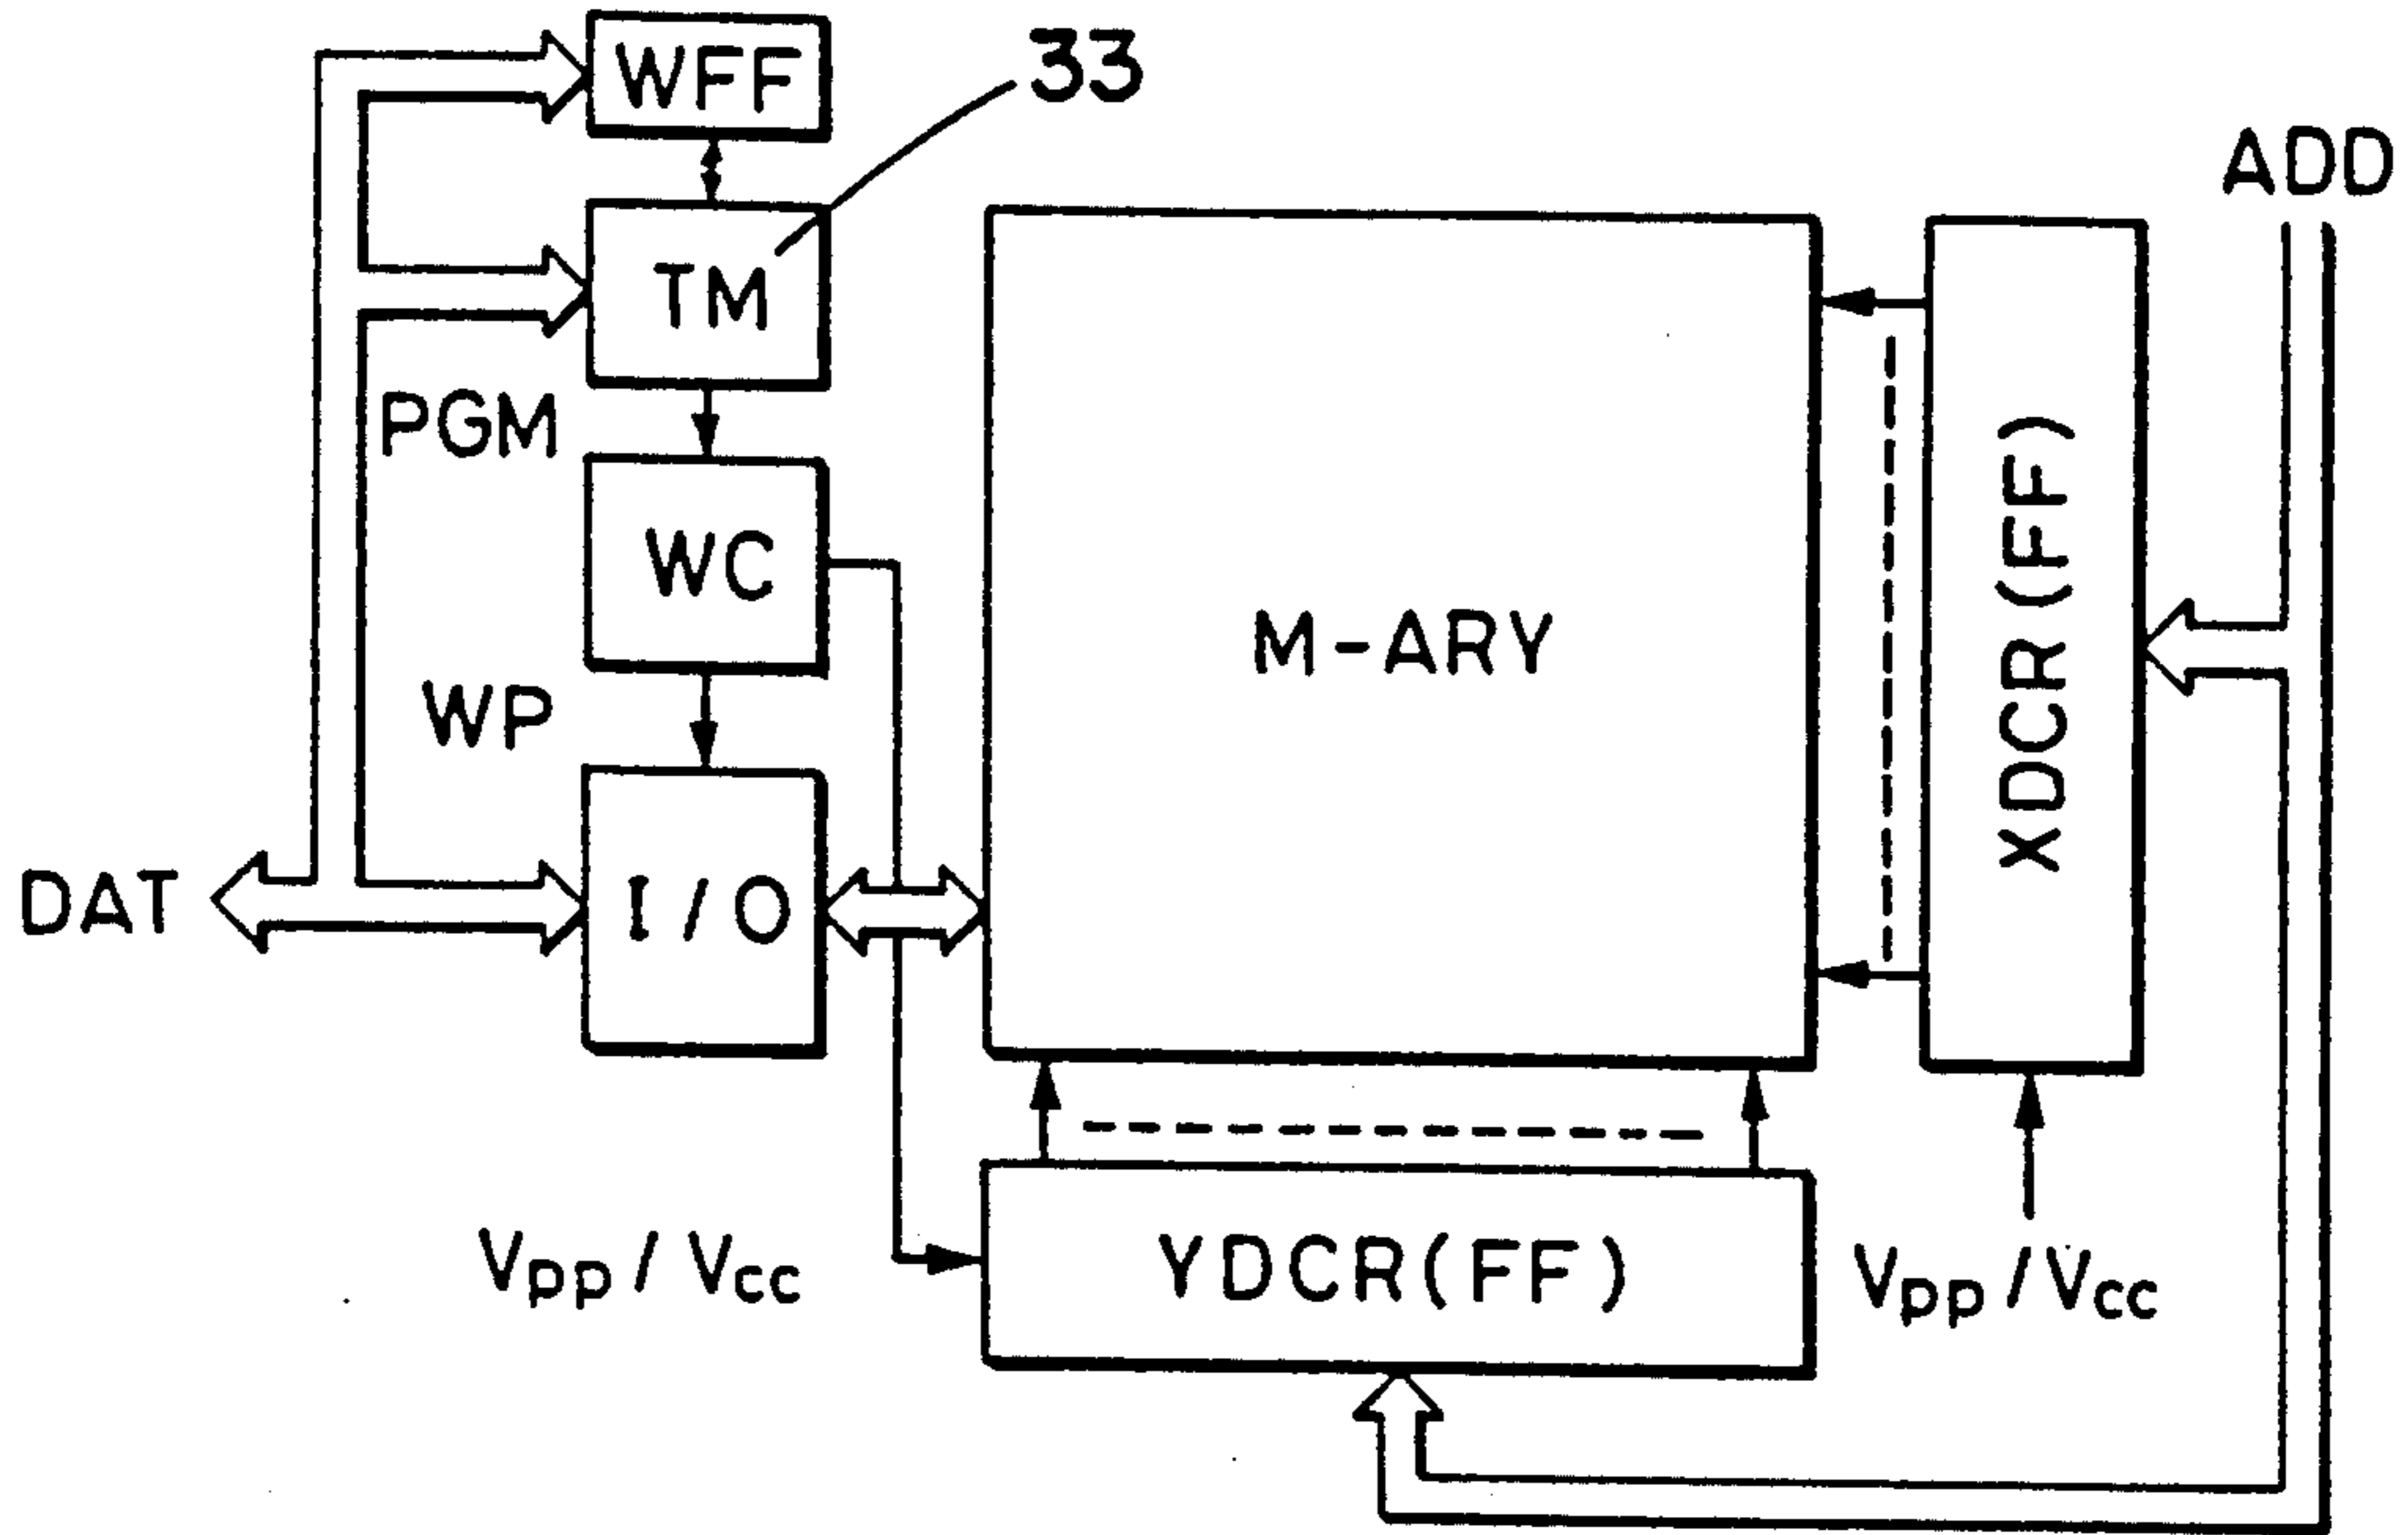 WFF
33
ADD
TM
PGM
WC
M-ARY
XDCR(FF)
WP
DAT
I/O
Vpp/Vcc
YDCR(FF)
Vpp/Vcc